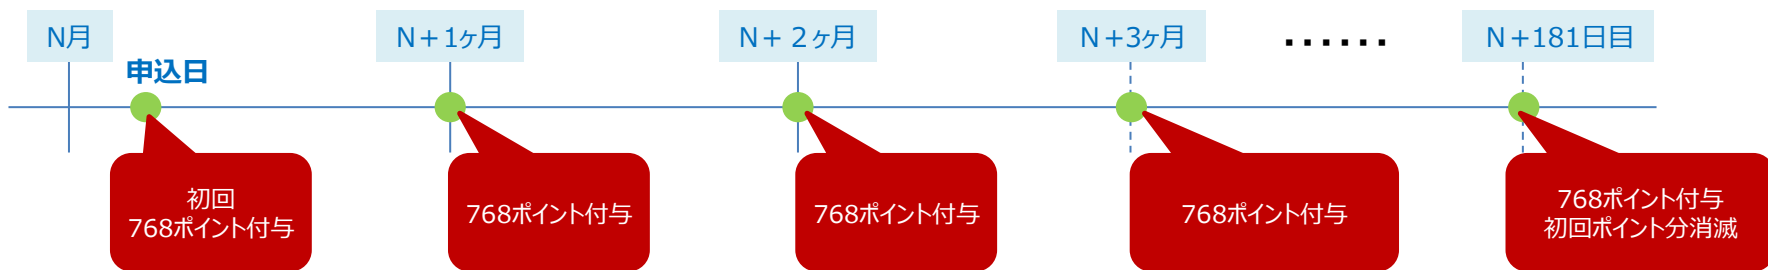 N月
N＋1ヶ月
N＋２ヶ月
N＋3ヶ月
……
N＋181日目
申込日
初回
768ポイント付与
768ポイント付与
768ポイント付与
768ポイント付与
768ポイント付与
初回ポイント分消滅